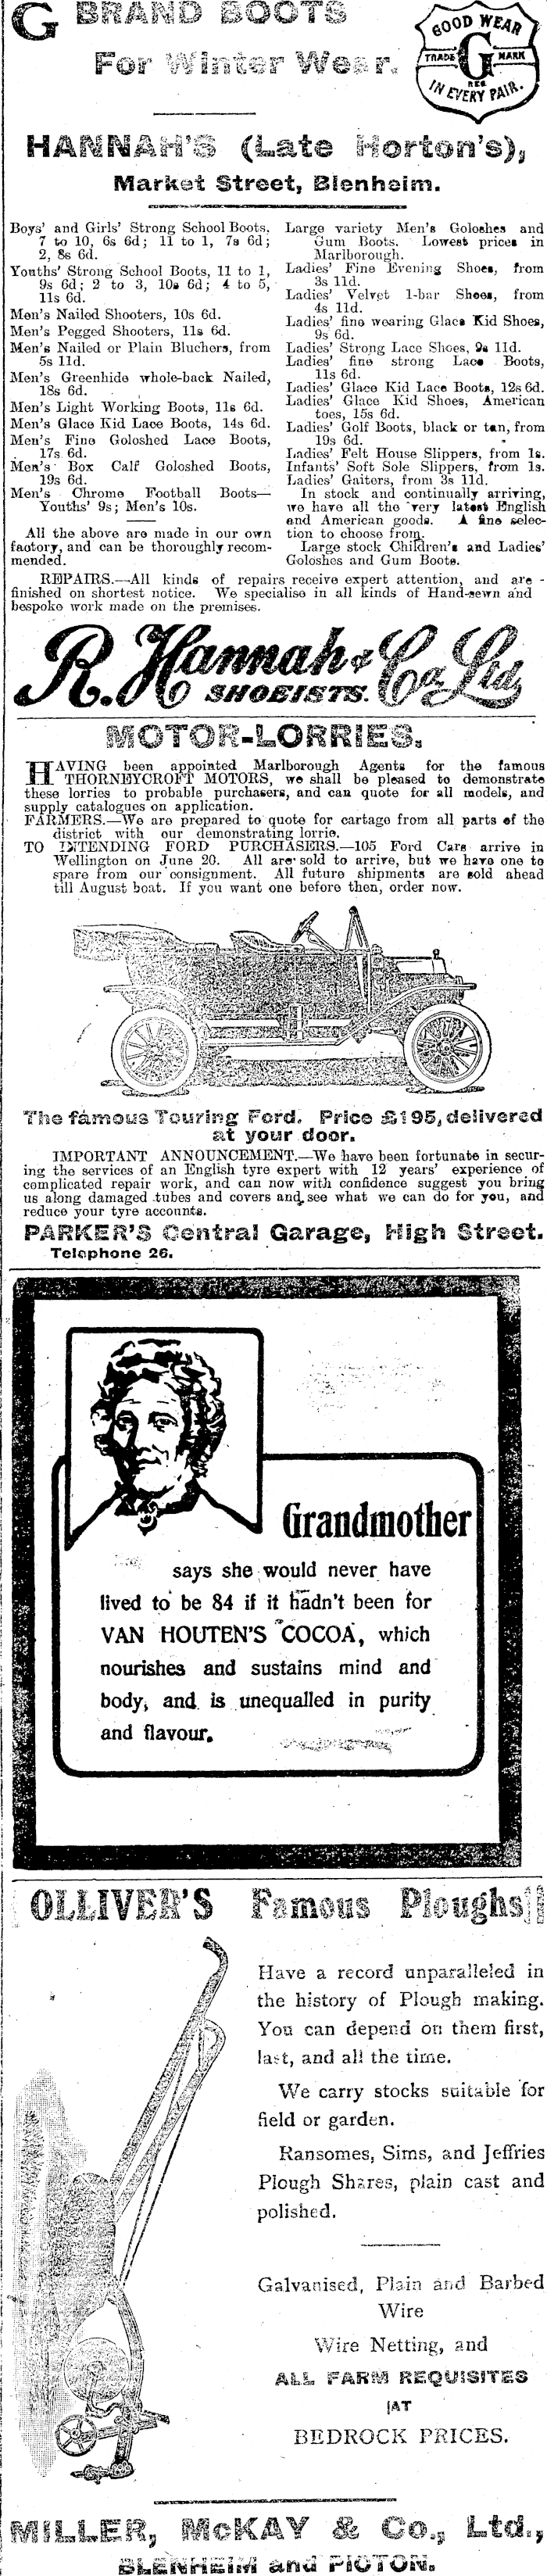 G BRAND BOOTS
For Winter Wear.
GOOD WEAR
TRADE G MARK
REG
IN EVERY PAIR.
HANNAH'S (Late Horton's),
Market Street, Blenheim.
Boys' and Girls' Strong School Boots,
7 to 10, 6s 6d; 11 to 1, 7s 6d;
2, 8s 6d.
Youths' Strong School Boots, 11 to 1,
9s 6d; 2 to 3, 10s 6d; 4 to 5,
11s 6d.
Men's Nailed Shooters, 10s 6d.
Men's Pegged Shooters, 11s 6d.
Men's Nailed or Plain Bluchers, from
5s 11d.
Men's Greenhide whole-back Nailed,
18s 6d.
Men's Light Working Boots, 11s 6d.
Men's Glace Kid Lace Boots, 14s 6d.
Men's Fine Goloshed Lace Boots,
17s 6d.
Men's Box Calf Goloshed Boots,
19s 6d.
Men's Chrome Football Boots—
Youths' 9s; Men's 10s.
All the above are made in our own
factory, and can be thoroughly recom-
mended.
Large variety Men's Goloshes and
Gum Boots. Lowest prices in
Marlborough.
Ladies' Fine Evening Shoes, from
3s 11d.
Ladies' Velvet 1-bar Shoes, from
4s 11d.
Ladies' fine wearing Glace Kid Shoes,
9s 6d.
Ladies' Strong Lace Shoes, 9s 11d.
Ladies' fine strong Lace Boots,
11s 6d.
Ladies' Glace Kid Lace Boots, 12s 6d.
Ladies' Glace Kid Shoes, American
toes, 15s 6d.
Ladies' Golf Boots, black or tan, from
19s 6d.
Ladies' Felt House Slippers, from 1s.
Infants' Soft Sole Slippers, from 1s.
Ladies' Gaiters, from 3s 11d.
In stock and continually arriving,
we have all the very latest English
and American goods. A fine selec-
tion to choose from.
Large stock Children's and Ladies'
Goloshes and Gum Boots.
REPAIRS.—All kinds of repairs receive expert attention, and are
finished on shortest notice. We specialise in all kinds of Hand-sewn and
bespoke work made on the premises.
R. Hannah & Co. Ltd
SHOEISTS.
MOTOR-LORRIES.
HAVING been appointed Marlborough Agents for the famous
THORNEYCROFT MOTORS, we shall be pleased to demonstrate
these lorries to probable purchasers, and can quote for all models, and
supply catalogues on application.
FARMERS.—We are prepared to quote for cartage from all parts of the
district with our demonstrating lorrie.
TO INTENDING FORD PURCHASERS.—105 Ford Cars arrive in
Wellington on June 20. All are sold to arrive, but we have one to
spare from our consignment. All future shipments are sold ahead
till August boat. If you want one before then, order now.
The famous Touring Ford. Price £195, delivered
at your door.
IMPORTANT ANNOUNCEMENT.—We have been fortunate in secur-
ing the services of an English tyre expert with 12 years' experience of
complicated repair work, and can now with confidence suggest you bring
us along damaged tubes and covers and see what we can do for you, and
reduce your tyre accounts.
PARKER'S Central Garage, High Street.
Telephone 26.
Grandmother
says she would never have
lived to be 84 if it hadn't been for
VAN HOUTEN'S COCOA, which
nourishes and sustains mind and
body, and is unequalled in purity
and flavour.
OLLIVER'S Famous Ploughs
Have a record unparalleled in
the history of Plough making.
You can depend on them first,
last, and all the time.
We carry stocks suitable for
field or garden.
Ransomes, Sims, and Jeffries
Plough Shares, plain cast and
polished.
Galvanised, Plain and Barbed
Wire
Wire Netting, and
ALL FARM REQUISITES
AT
BEDROCK PRICES.
MILLER, McKAY & Co., Ltd.,
BLENHEIM and PICTON.